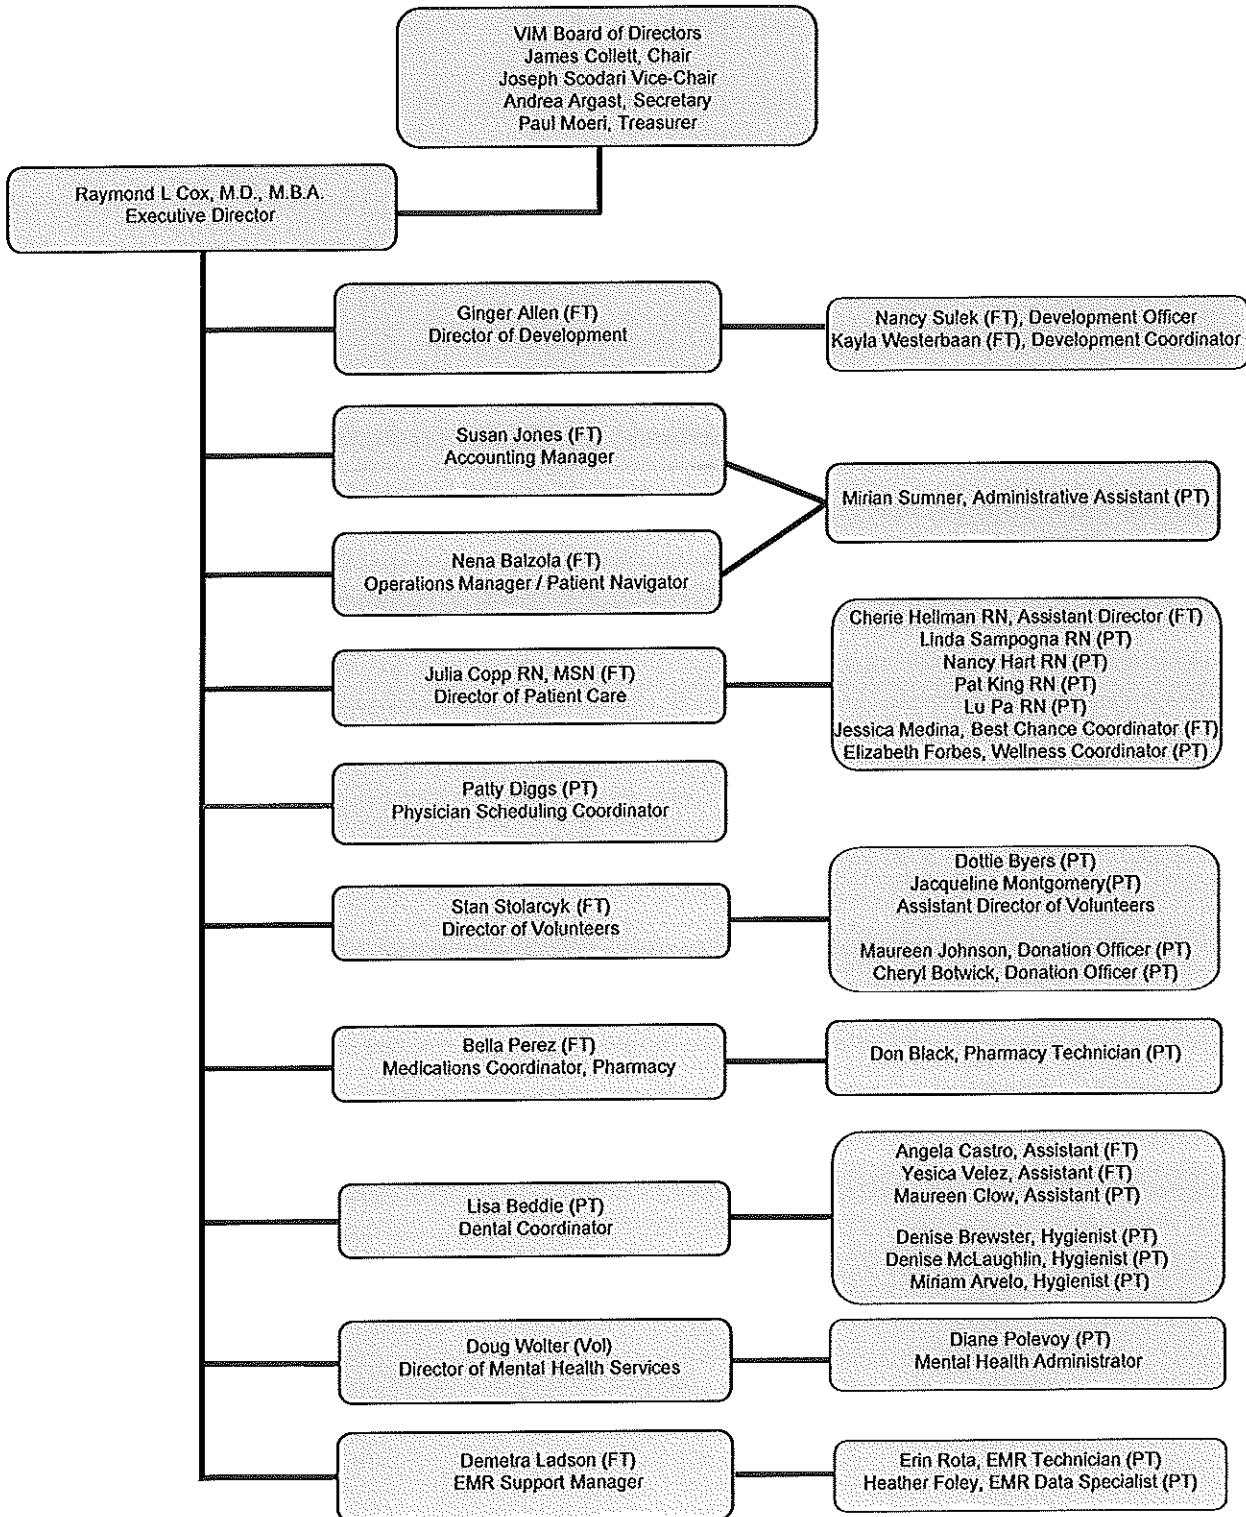 VIM Board of Directors
James Collett, Chair
Joseph Scodari Vice-Chair
Andrea Argast, Secretary
Paul Moeri, Treasurer
Raymond L Cox, M.D., M.B.A.
Executive Director
Ginger Allen (FT)
Director of Development
Nancy Sulek (FT), Development Officer
Kayla Westerbaan (FT), Development Coordinator
Susan Jones (FT)
Accounting Manager
Mirian Sumner, Administrative Assistant (PT)
Nena Balzola (FT)
Operations Manager / Patient Navigator
Julia Copp RN, MSN (FT)
Director of Patient Care
Cherie Hellman RN, Assistant Director (FT)
Linda Sampogna RN (PT)
Nancy Hart RN (PT)
Pat King RN (PT)
Lu Pa RN (PT)
Jessica Medina, Best Chance Coordinator (FT)
Elizabeth Forbes, Wellness Coordinator (PT)
Patty Diggs (PT)
Physician Scheduling Coordinator
Stan Stolarcyk (FT)
Director of Volunteers
Dottie Byers (PT)
Jacqueline Montgomery(PT)
Assistant Director of Volunteers
Maureen Johnson, Donation Officer (PT)
Cheryl Botwick, Donation Officer (PT)
Bella Perez (FT)
Medications Coordinator, Pharmacy
Don Black, Pharmacy Technician (PT)
Lisa Beddie (PT)
Dental Coordinator
Angela Castro, Assistant (FT)
Yesica Velez, Assistant (FT)
Maureen Clow, Assistant (PT)
Denise Brewster, Hygienist (PT)
Denise McLaughlin, Hygienist (PT)
Miriam Arvelo, Hygienist (PT)
Doug Wolter (Vol)
Director of Mental Health Services
Diane Polevoy (PT)
Mental Health Administrator
Demetra Ladson (FT)
EMR Support Manager
Erin Rota, EMR Technician (PT)
Heather Foley, EMR Data Specialist (PT)